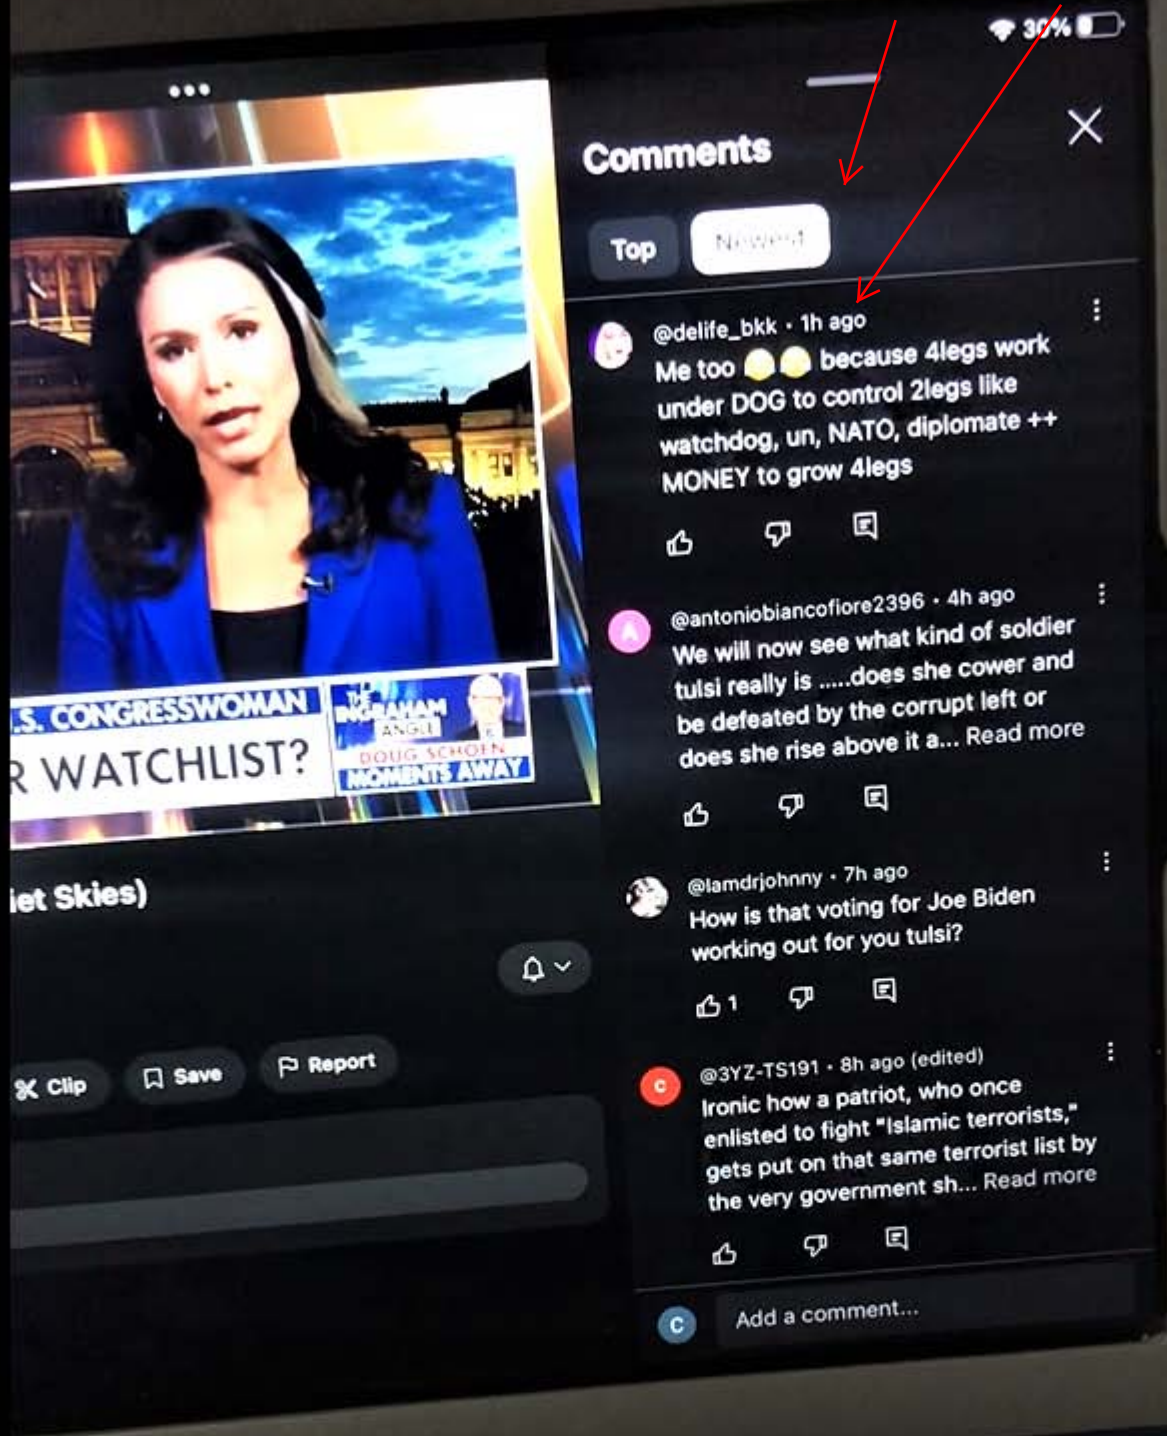 30%
Comments
Top
Newest
@delife_bkk · 1h ago
Me too �

😊 because 4legs work
under DOG to control 2legs like
watchdog, un, NATO, diplomate ++
MONEY to grow 4legs
A
@antoniobiancofiore2396 · 4h ago
We will now see what kind of soldier
tulsi really is .....does she cower and
be defeated by the corrupt left or
does she rise above it a... Read more
@lamdrjohnny · 7h ago
How is that voting for Joe Biden
working out for you tulsi?
1
C
@3YZ-TS191 · 8h ago (edited)
Ironic how a patriot, who once
enlisted to fight "Islamic terrorists,"
gets put on that same terrorist list by
the very government sh... Read more
C
Add a comment...
.S. CONGRESSWOMAN
R WATCHLIST?
THE
INGRAHAM
ANGLE
DOUG SCHOEN
MOMENTS AWAY
iet Skies)
Clip
Save
Report